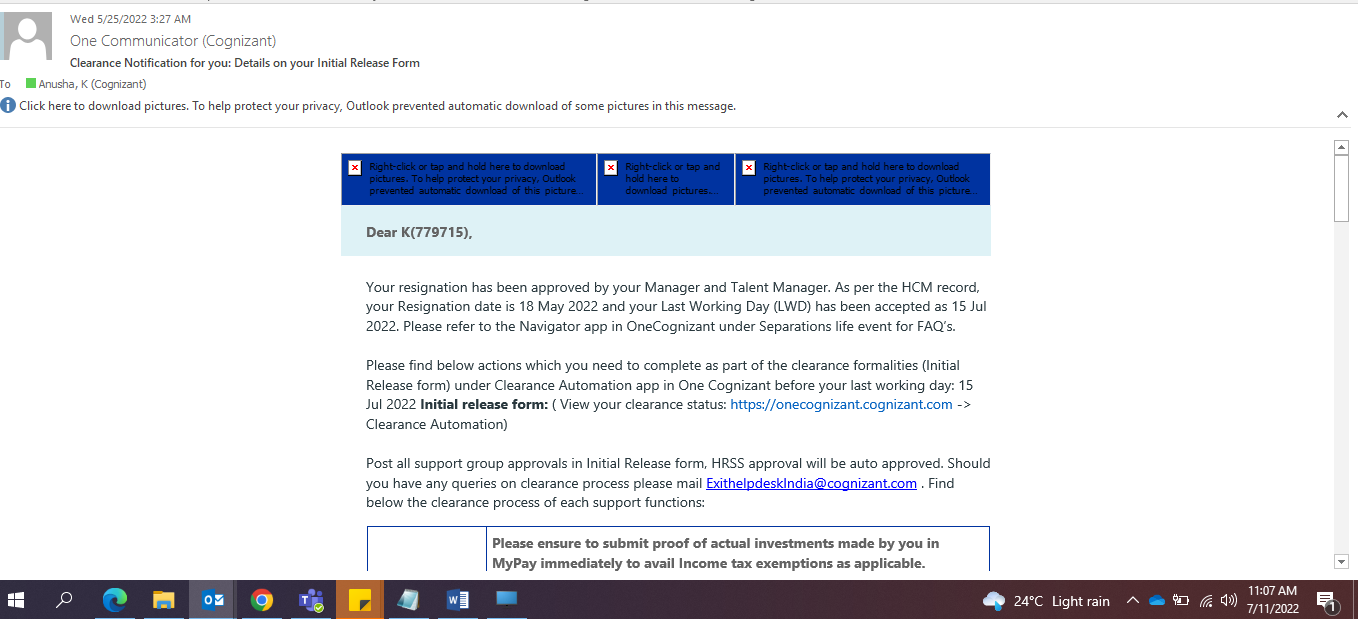 Wed 5/25/2022 3:27 AM
One Communicator (Cognizant)
Clearance Notification for you: Details on your Initial Release Form
To Anusha, K (Cognizant)
Click here to download pictures. To help protect your privacy, Outlook prevented automatic download of some pictures in this message.
Right-click or tap and hold here to download
pictures. To help protect your privacy, Outlook
prevented automatic download of this picture...
Right-click or tap and
hold here to
download pictures....
Right-click or tap and hold here to download
pictures. To help protect your privacy, Outlook
prevented automatic download of this picture...
Dear K(779715),
Your resignation has been approved by your Manager and Talent Manager. As per the HCM record,
your Resignation date is 18 May 2022 and your Last Working Day (LWD) has been accepted as 15 Jul
2022. Please refer to the Navigator app in OneCognizant under Separations life event for FAQ's.
Please find below actions which you need to complete as part of the clearance formalities (Initial
Release form) under Clearance Automation app in One Cognizant before your last working day: 15
Jul 2022 Initial release form: ( View your clearance status: https://onecognizant.cognizant.com ->
Clearance Automation)
Post all support group approvals in Initial Release form, HRSS approval will be auto approved. Should
you have any queries on clearance process please mail ExithelpdeskIndia@cognizant.com . Find
below the clearance process of each support functions:
Please ensure to submit proof of actual investments made by you in
MyPay immediately to avail Income tax exemptions as applicable.
24°C Light rain
11:07 AM
7/11/2022
1